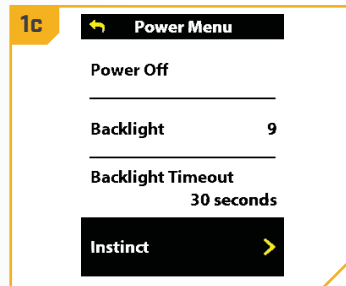 1c
Power Menu
Power Off
Backlight 9
Backlight Timeout
30 seconds
Instinct